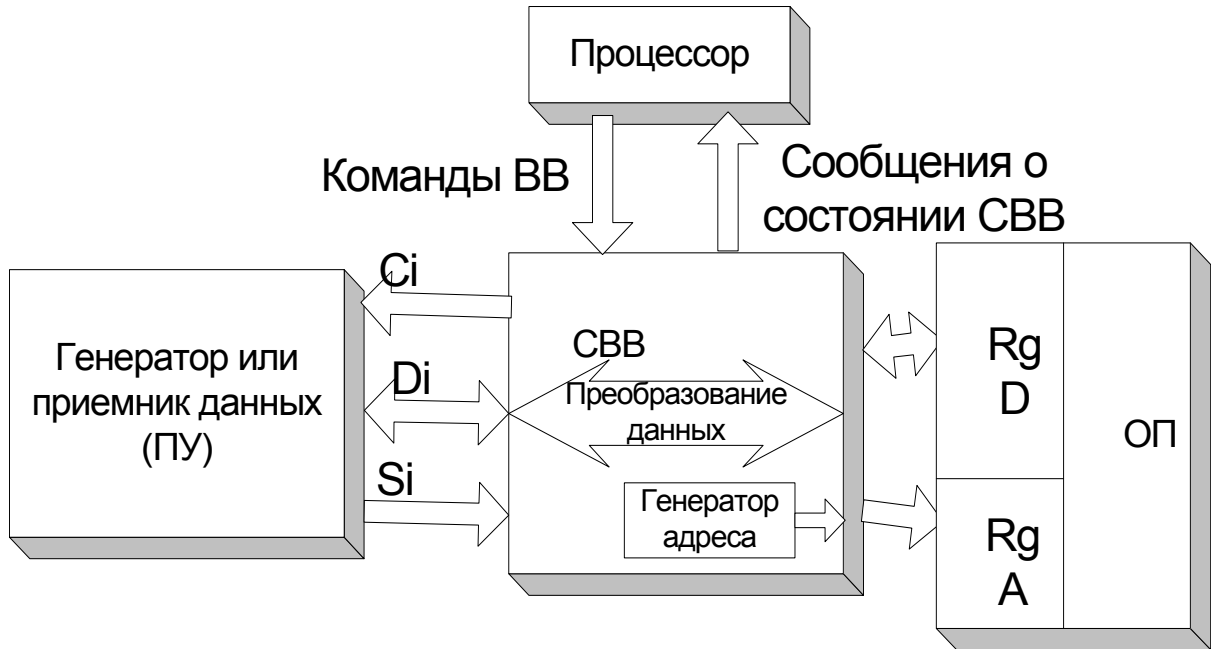 Процессор
Команды ВВ
Сообщения о
состоянии СВВ
Ci
Генератор или
приемник данных
(ПУ)
Di
Si
СВВ
Преобразование
данных
Генератор
адреса
Rg
D
ОП
Rg
A